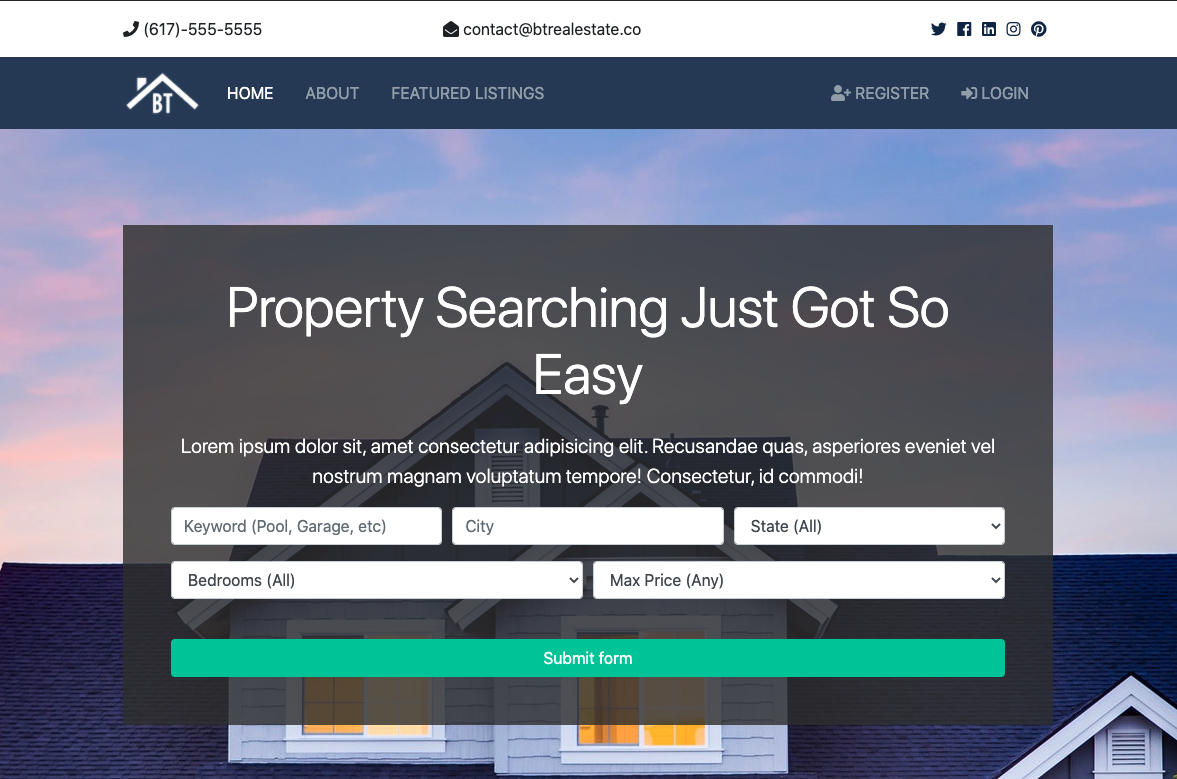 (617)-555-5555 contact@btrealestate.co
BT HOME ABOUT FEATURED LISTINGS REGISTER LOGIN
Property Searching Just Got So
Easy
Lorem ipsum dolor sit, amet consectetur adipisicing elit. Recusandae quas, asperiores eveniet vel
nostrum magnam voluptatum tempore! Consectetur, id commodi!
Keyword (Pool, Garage, etc) City State (All)
Bedrooms (All) Max Price (Any)
Submit form